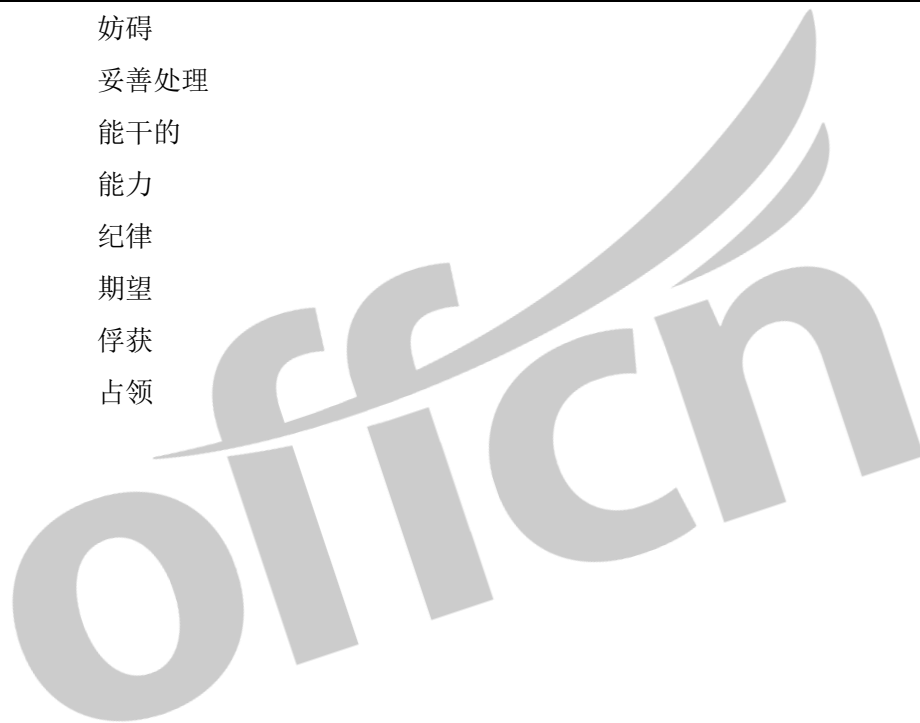 妨碍
妥善处理
能干的
能力
纪律
期望
俘获
占领
offcn